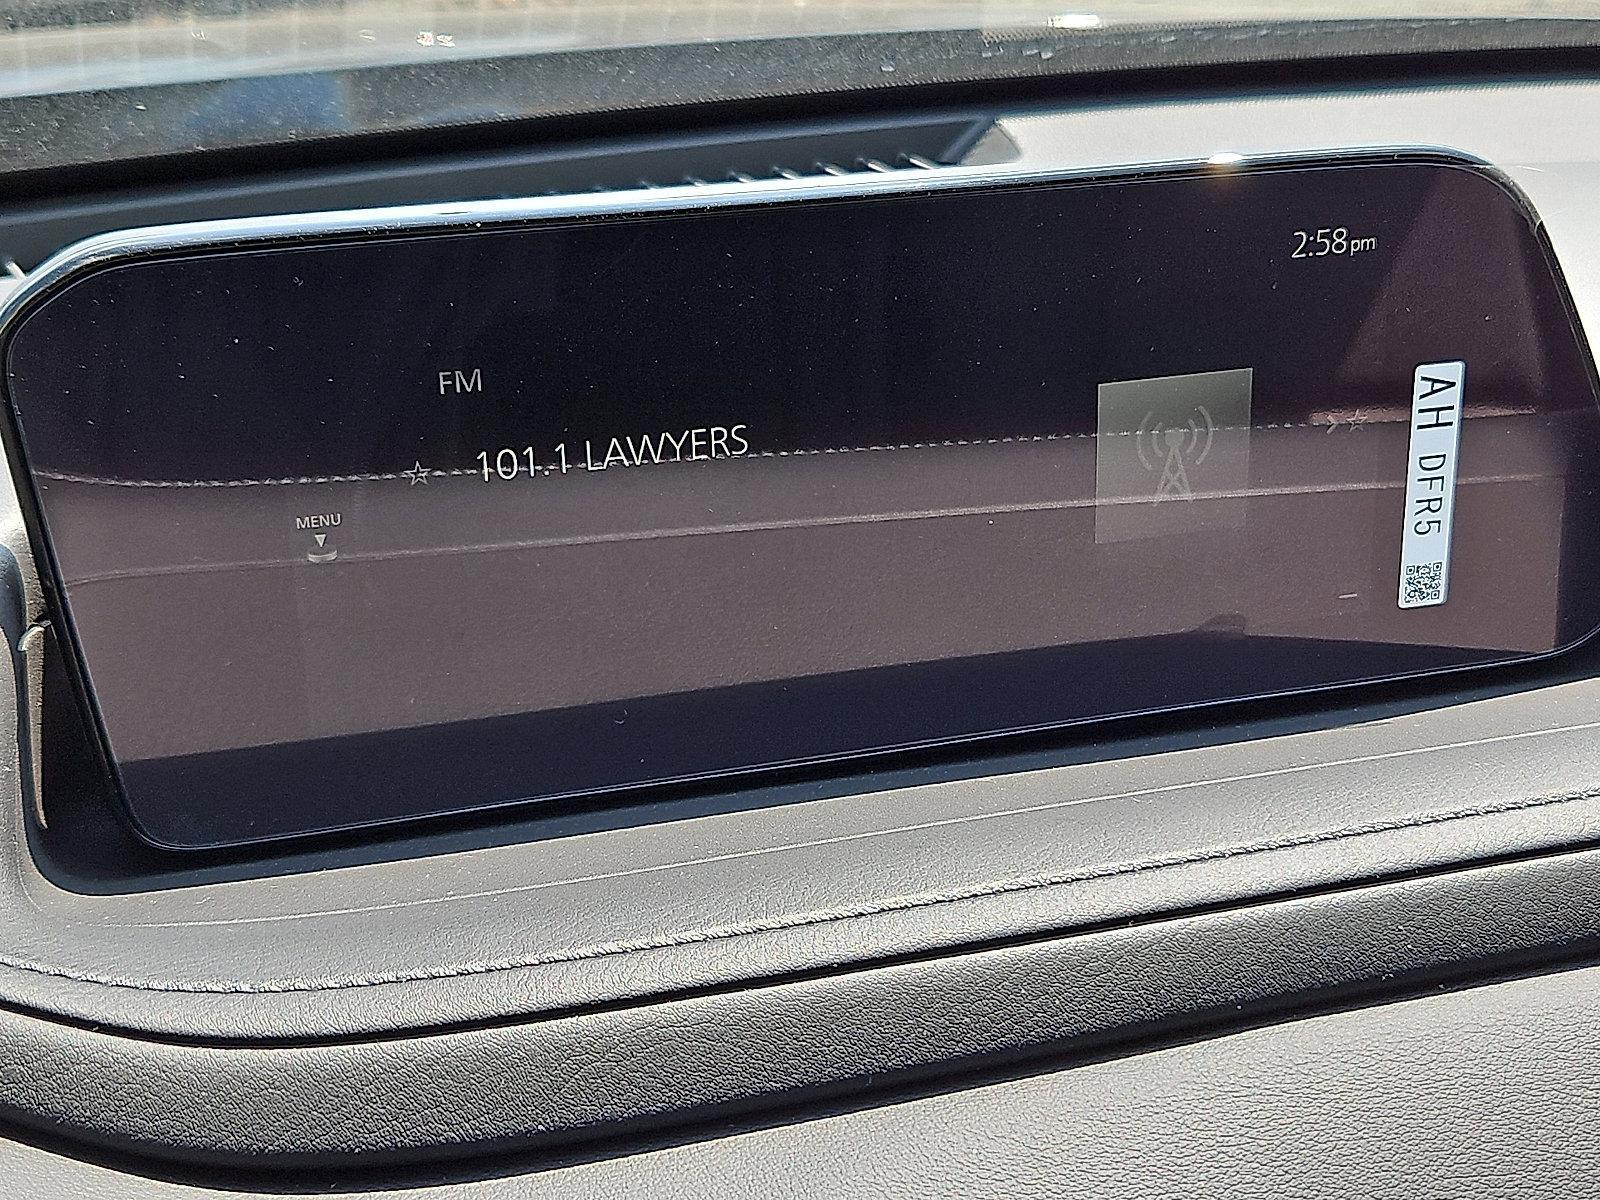 2:58pm
FM
101.1 LAWYERS
MENU
AH DFR5